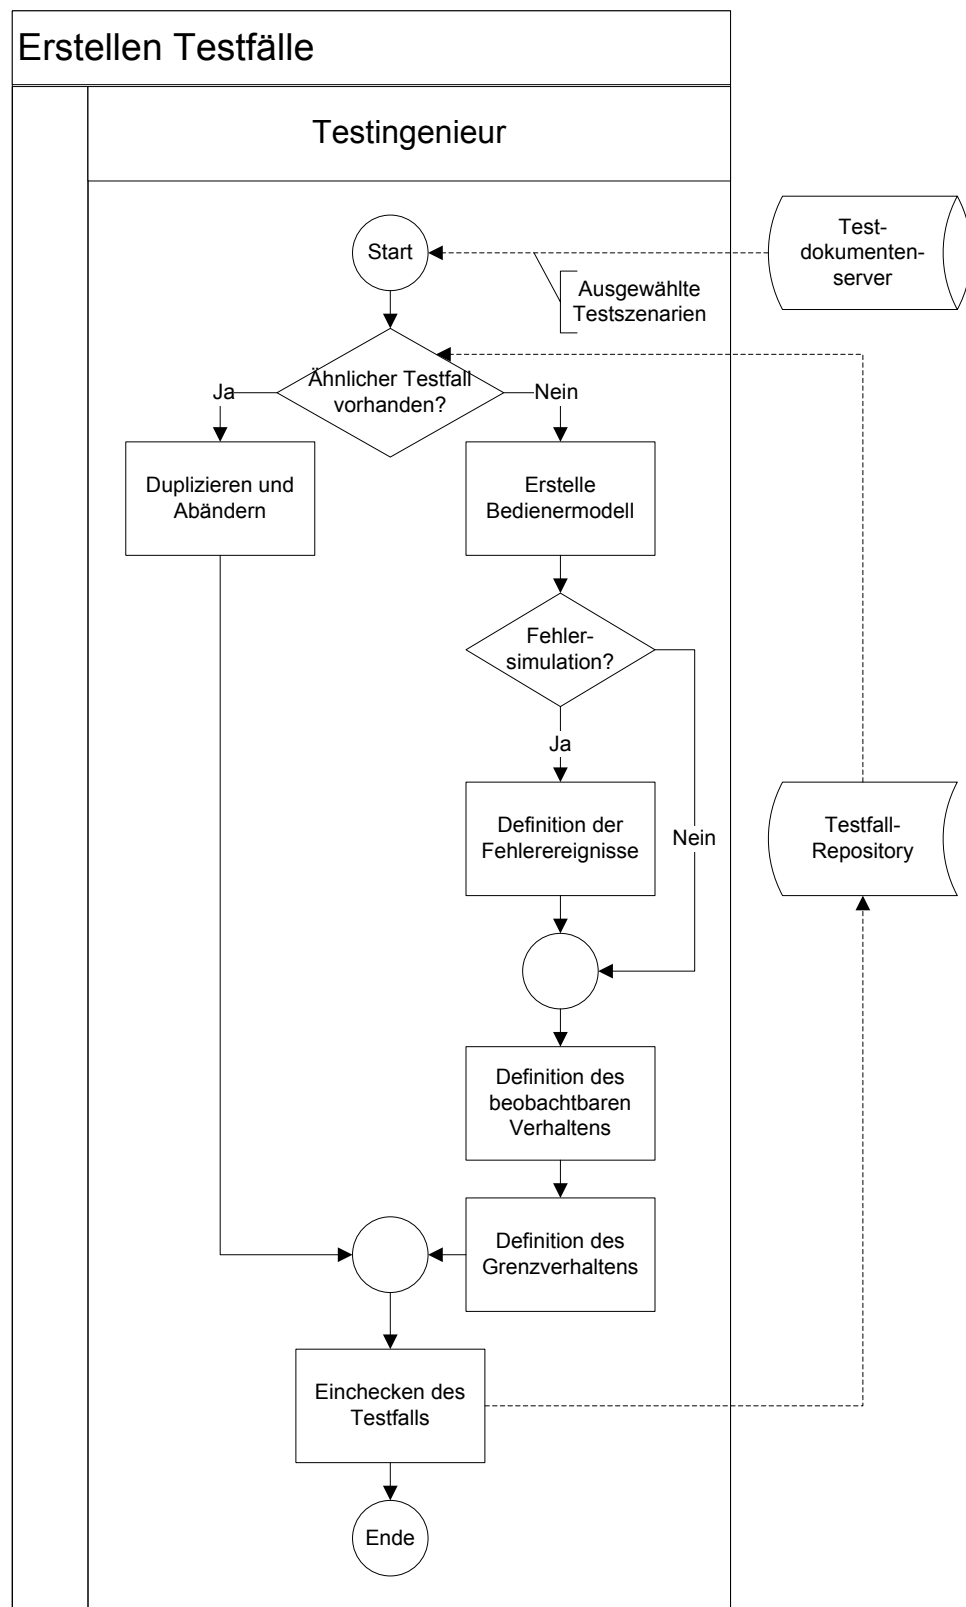 Erstellen Testfälle
Testingenieur
Start
Test-
dokumenten-
server
Ausgewählte
Testszenarien
Ähnlicher Testfall
vorhanden?
Ja
Nein
Duplizieren und
Abändern
Erstelle
Bedienermodell
Fehler-
simulation?
Ja
Definition der
Fehlerereignisse
Nein
Testfall-
Repository
Definition des
beobachtbaren
Verhaltens
Definition des
Grenzverhaltens
Einchecken des
Testfalls
Ende